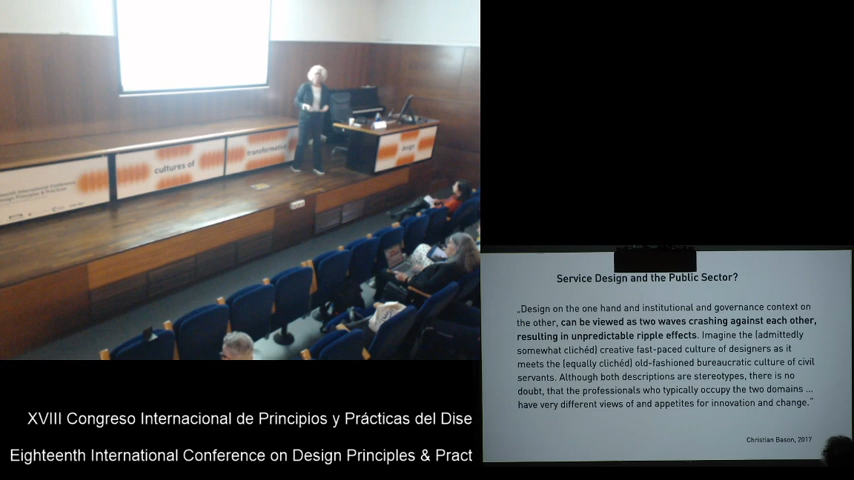 cultures of
transformative
design
XVIII Congreso Internacional de Principios y Prácticas del Dise
Eighteenth International Conference on Design Principles & Pract
Service Design and the Public Sector?
„Design on the one hand and institutional and governance context on
the other, can be viewed as two waves crashing against each other,
resulting in unpredictable ripple effects. Imagine the (admittedly
somewhat clichéd) creative fast-paced culture of designers as it
meets the (equally clichéd) old-fashioned bureaucratic culture of civil
servants. Although both descriptions are stereotypes, there is no
doubt, that the professionals who typically occupy the two domains ...
have very different views of and appetites for innovation and change."
Christian Bason, 2017